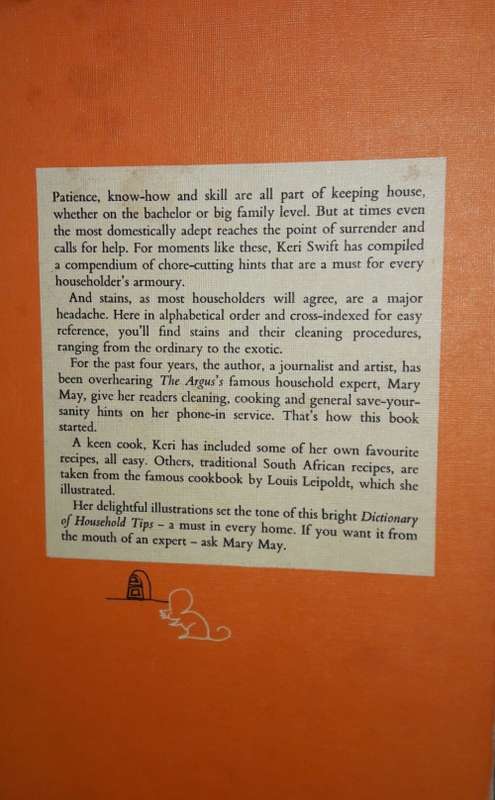 Patience, know-how and skill are all part of keeping house,
whether on the bachelor or big family level. But at times even
the most domestically adept reaches the point of surrender and
calls for help. For moments like these, Keri Swift has compiled
a compendium of chore-cutting hints that are a must for every
householder's armoury.
And stains, as most householders will agree, are a major
headache. Here in alphabetical order and cross-indexed for easy
reference, you'll find stains and their cleaning procedures,
ranging from the ordinary to the exotic.
For the past four years, the author, a journalist and artist, has
been overhearing The Argus's famous household expert, Mary
May, give her readers cleaning, cooking and general save-your-
sanity hints on her phone-in service. That's how this book
started.
A keen cook, Keri has included some of her own favourite
recipes, all easy. Others, traditional South African recipes, are
taken from the famous cookbook by Louis Leipoldt, which she
illustrated.
Her delightful illustrations set the tone of this bright Dictionary
of Household Tips – a must in every home. If you want it from
the mouth of an expert – ask Mary May.